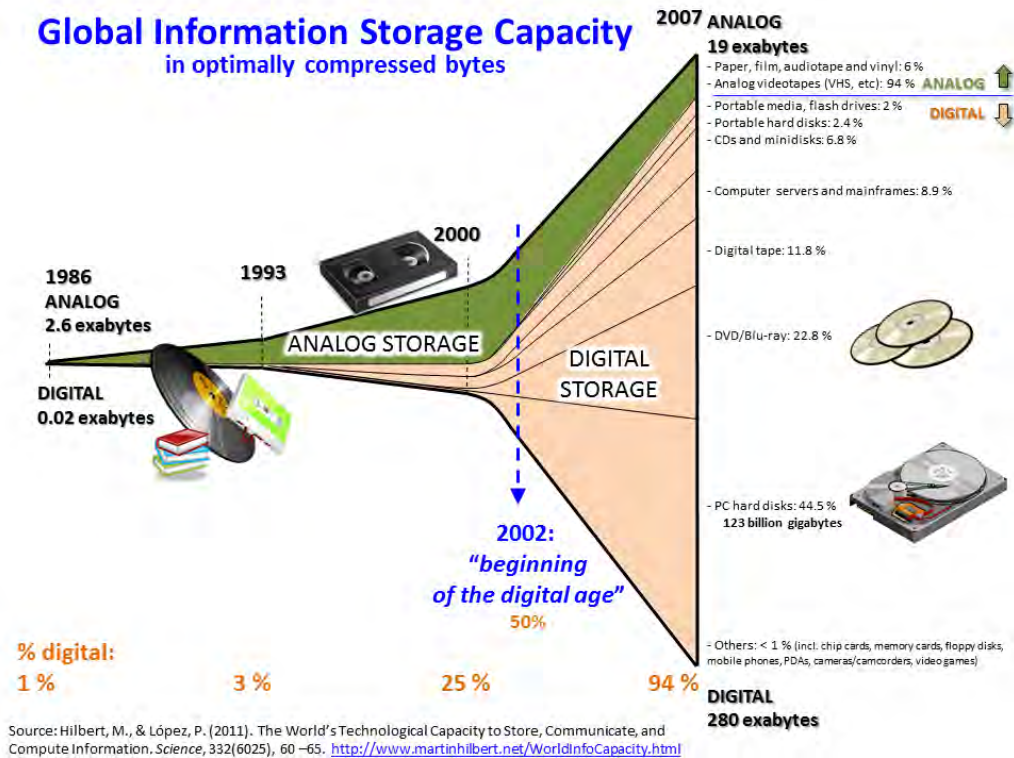 Global Information Storage Capacity
in optimally compressed bytes
2007 ANALOG
19 exabytes
- Paper, film, audiotape and vinyl: 6 %
- Analog videotapes (VHS, etc): 94 % ANALOG
- Portable media, flash drives: 2 %
DIGITAL
- Portable hard disks: 2.4 %
- CDs and minidisks: 6.8 %
- Computer servers and mainframes: 8.9 %
- Digital tape: 11.8 %
- DVD/Blu-ray: 22.8 %
- PC hard disks: 44.5 %
123 billion gigabytes
- Others: < 1 % (incl. chip cards, memory cards, floppy disks,
mobile phones, PDAs, cameras/camcorders, video games)
DIGITAL
280 exabytes
1986
ANALOG
2.6 exabytes
DIGITAL
0.02 exabytes
1993
2000
ANALOG STORAGE
DIGITAL
STORAGE
2002:
“beginning
of the digital age”
50%
% digital:
1 %
3 %
25 %
94 %
Source: Hilbert, M., & López, P. (2011). The World’s Technological Capacity to Store, Communicate, and
Compute Information. Science, 332(6025), 60 –65. http://www.martinhilbert.net/WorldInfoCapacity.html